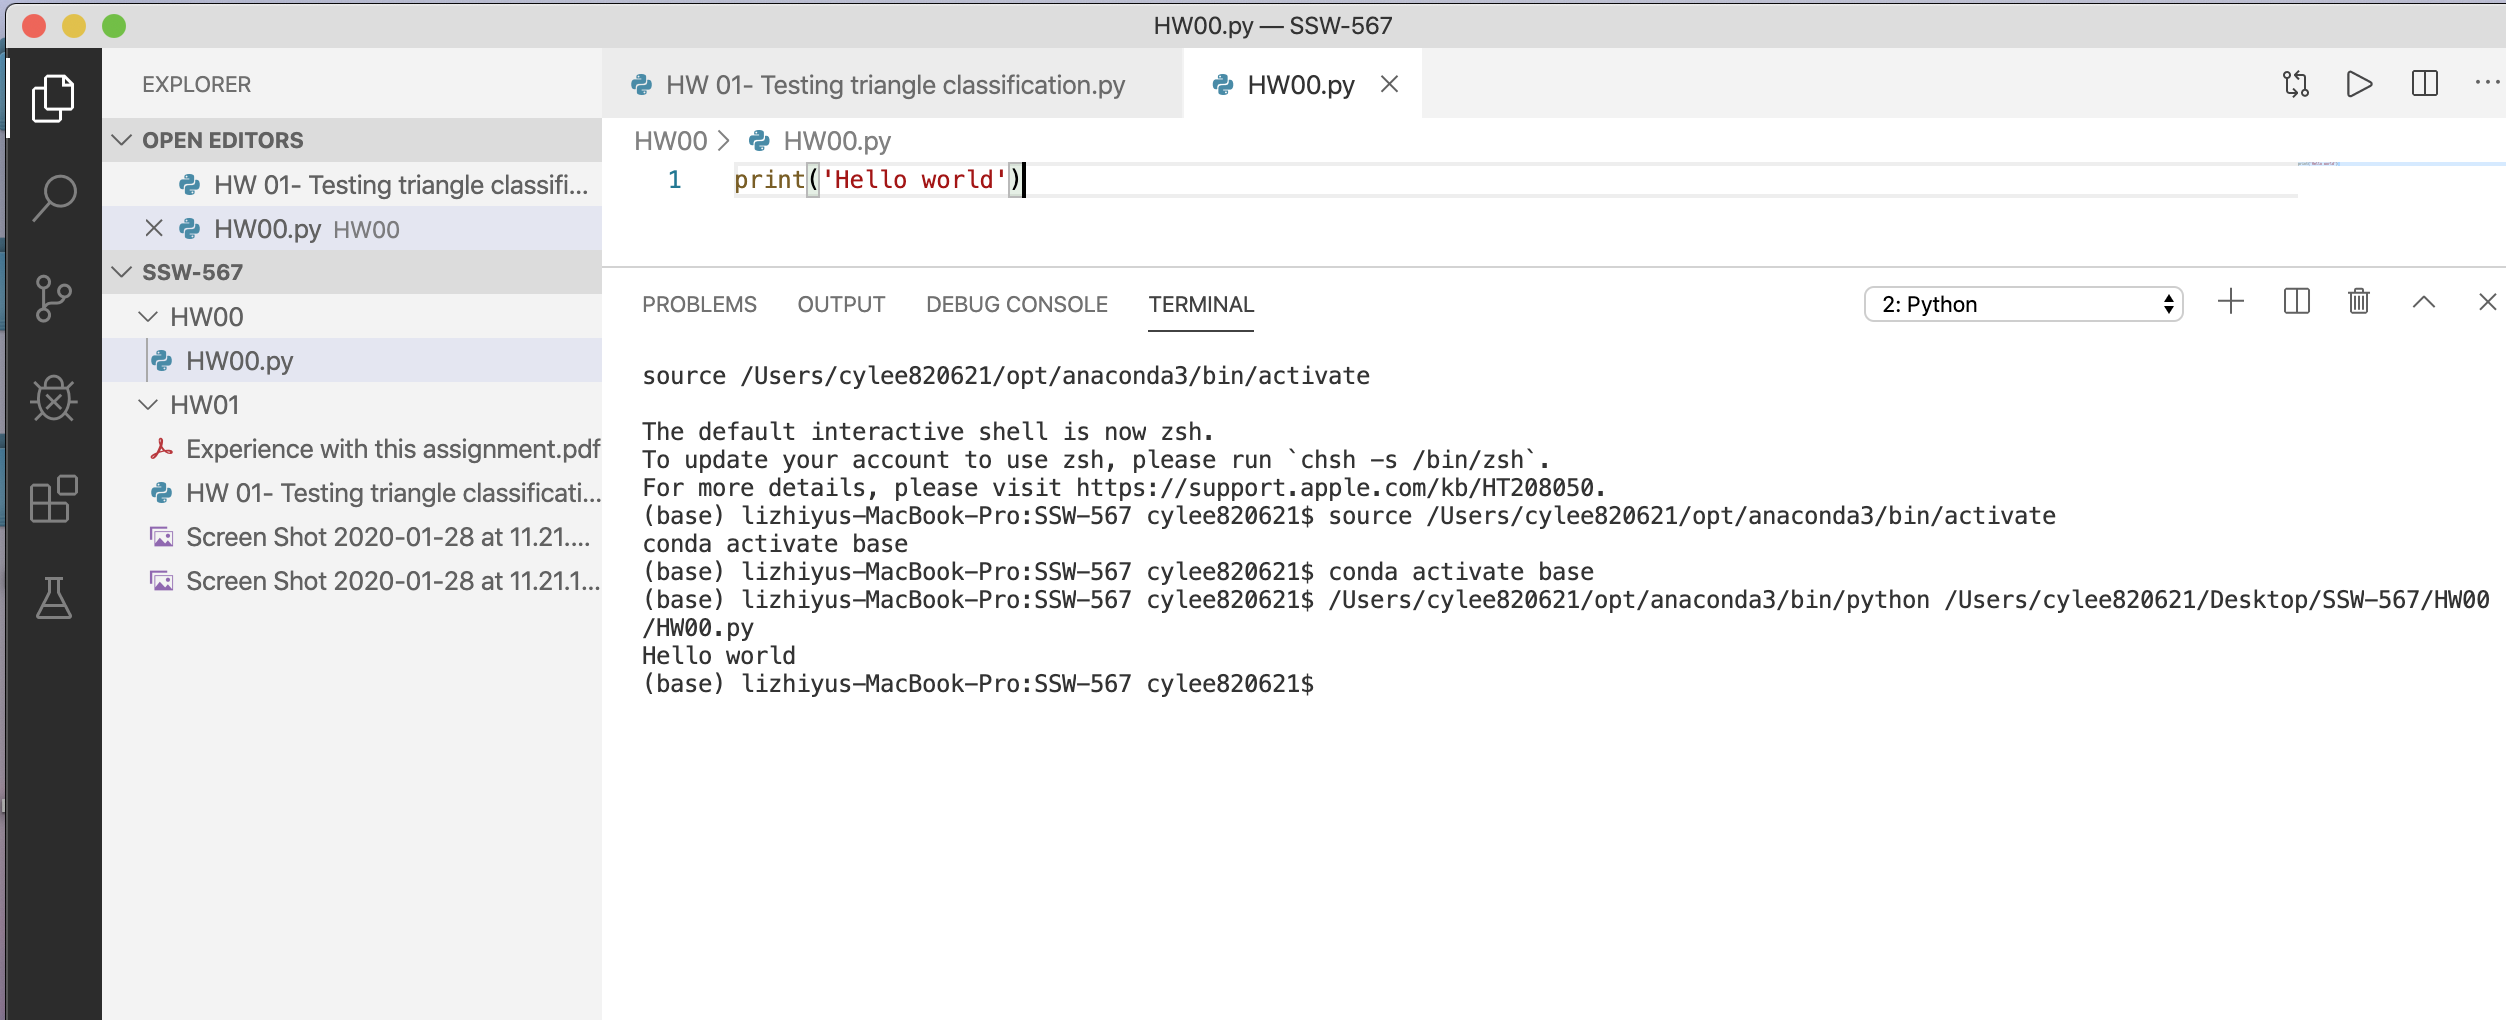 HW00.py — SSW-567
EXPLORER
OPEN EDITORS
HW 01- Testing triangle classifi...
HW00.py HW00
SSW-567
HW00
HW00.py
HW01
Experience with this assignment.pdf
HW 01- Testing triangle classificati...
Screen Shot 2020-01-28 at 11.21....
Screen Shot 2020-01-28 at 11.21.1...
HW 01- Testing triangle classification.py
HW00.py
HW00 > HW00.py
1 print('Hello world')
PROBLEMS OUTPUT DEBUG CONSOLE TERMINAL
2: Python
source /Users/cylee820621/opt/anaconda3/bin/activate
The default interactive shell is now zsh.
To update your account to use zsh, please run `chsh -s /bin/zsh`.
For more details, please visit https://support.apple.com/kb/HT208050.
(base) lizhiyus-MacBook-Pro:SSW-567 cylee820621$ source /Users/cylee820621/opt/anaconda3/bin/activate
conda activate base
(base) lizhiyus-MacBook-Pro:SSW-567 cylee820621$ conda activate base
(base) lizhiyus-MacBook-Pro:SSW-567 cylee820621$ /Users/cylee820621/opt/anaconda3/bin/python /Users/cylee820621/Desktop/SSW-567/HW00
/HW00.py
Hello world
(base) lizhiyus-MacBook-Pro:SSW-567 cylee820621$